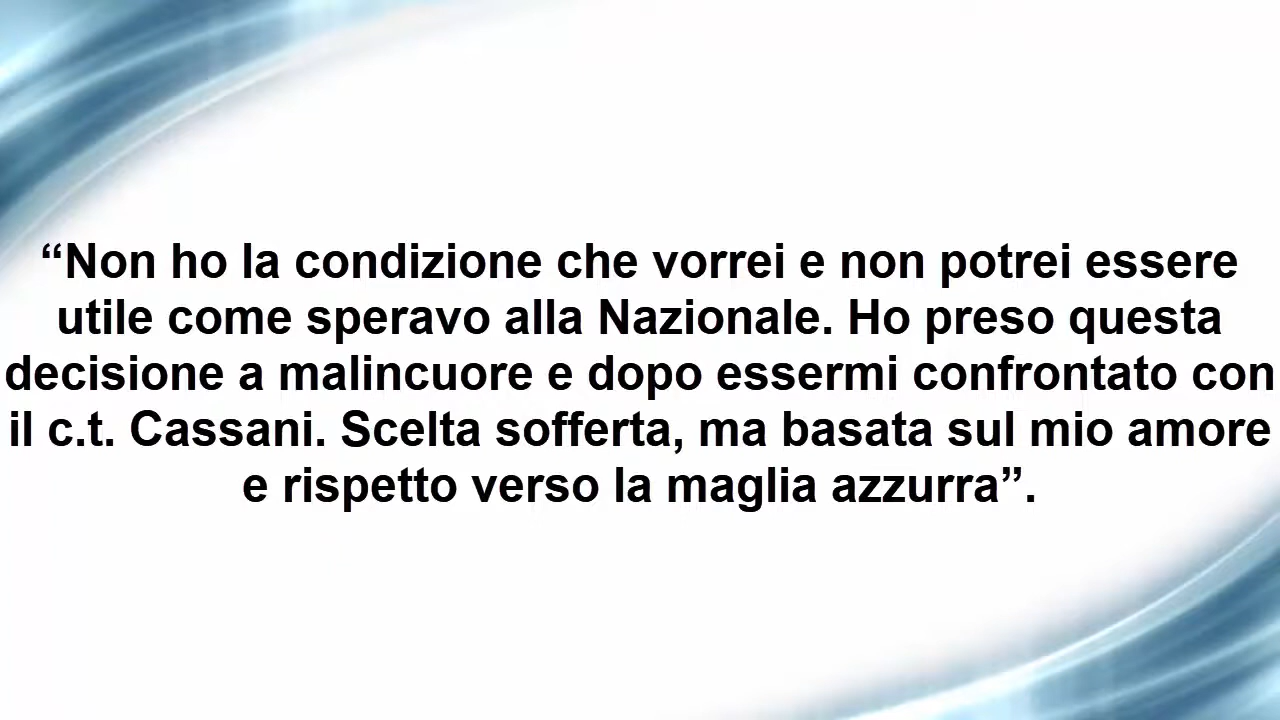 “Non ho la condizione che vorrei e non potrei essere
utile come speravo alla Nazionale. Ho preso questa
decisione a malincuore e dopo essermi confrontato con
il c.t. Cassani. Scelta sofferta, ma basata sul mio amore
e rispetto verso la maglia azzurra”.